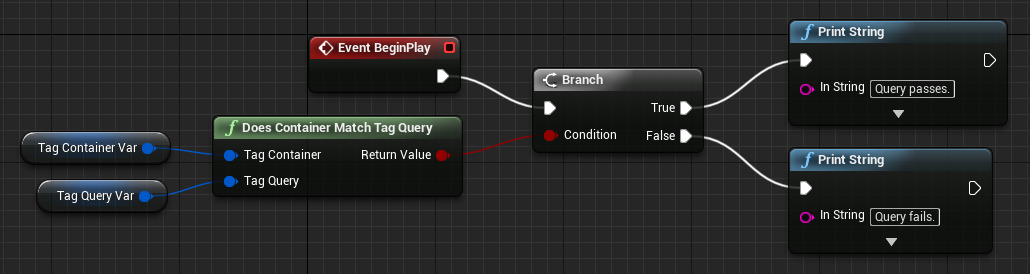 Event BeginPlay
Print String
In String Query passes.
Branch
True
Condition False
Does Container Match Tag Query
Tag Container Var
Tag Container Return Value
Tag Query Var
Tag Query
Print String
In String Query fails.